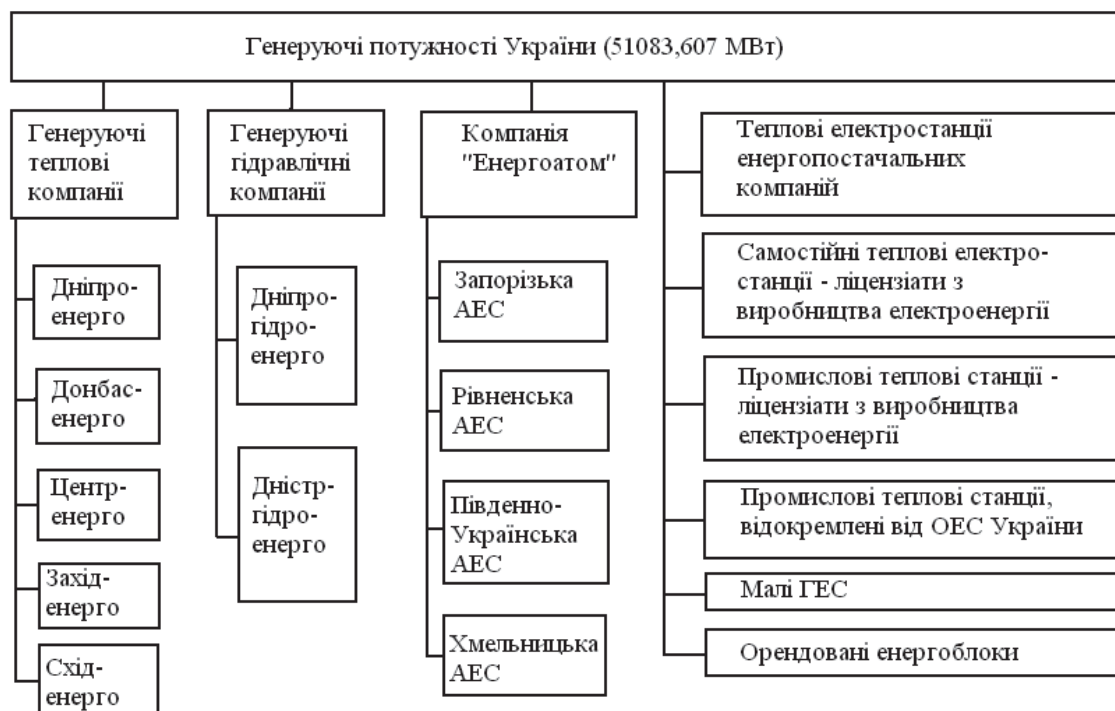 Генеруючі потужності України (51083,607 МВт)
Генеруючі
теплові
компанії
Дніпро-
енерго
Донбас-
енерго
Центр-
енерго
Захід-
енерго
Схід-
енерго
Генеруючі
гідравлічні
компанії
Дніпро-
гідро-
енерго
Дністр-
гідро-
енерго
Компанія
"Енергоатом"
Запорізька
АЕС
Рівненська
АЕС
Південно-
Українська
АЕС
Хмельницька
АЕС
Теплові електростанції
енергопостачальних
компаній
Самостійні теплові електро-
станції - ліцензіати з
виробництва електроенергії
Промислові теплові станції -
ліцензіати з виробництва
електроенергії
Промислові теплові станції,
відокремлені від ОЕС України
Малі ГЕС
Орендовані енергоблоки